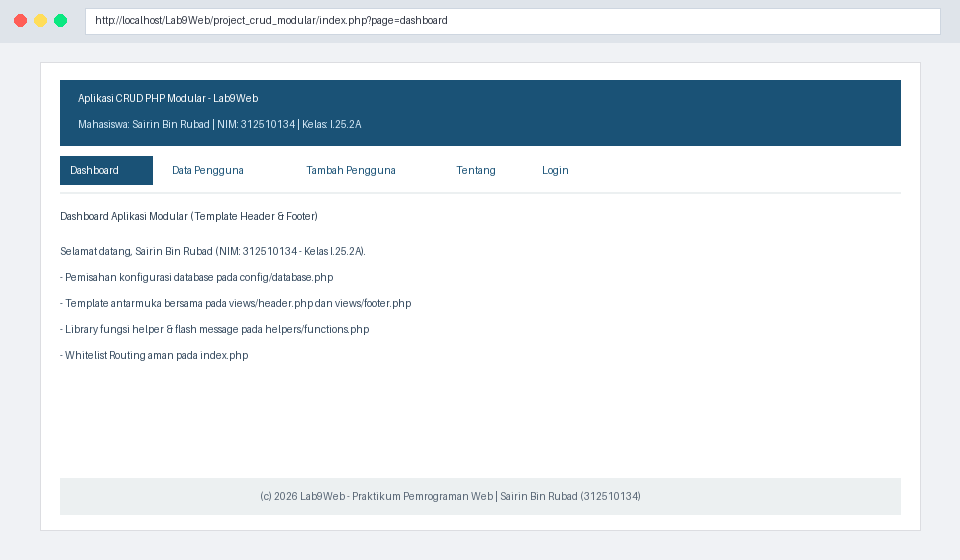 http://localhost/Lab9Web/project_crud_modular/index.php?page=dashboard
Aplikasi CRUD PHP Modular - Lab9Web
Mahasiswa: Sairin Bin Rubad | NIM: 312510134 | Kelas: I.25.2A
Dashboard Data Pengguna Tambah Pengguna Tentang Login
Dashboard Aplikasi Modular (Template Header & Footer)
Selamat datang, Sairin Bin Rubad (NIM: 312510134 - Kelas I.25.2A).
- Pemisahan konfigurasi database pada config/database.php
- Template antarmuka bersama pada views/header.php dan views/footer.php
- Library fungsi helper & flash message pada helpers/functions.php
- Whitelist Routing aman pada index.php
(c) 2026 Lab9Web - Praktikum Pemrograman Web | Sairin Bin Rubad (312510134)